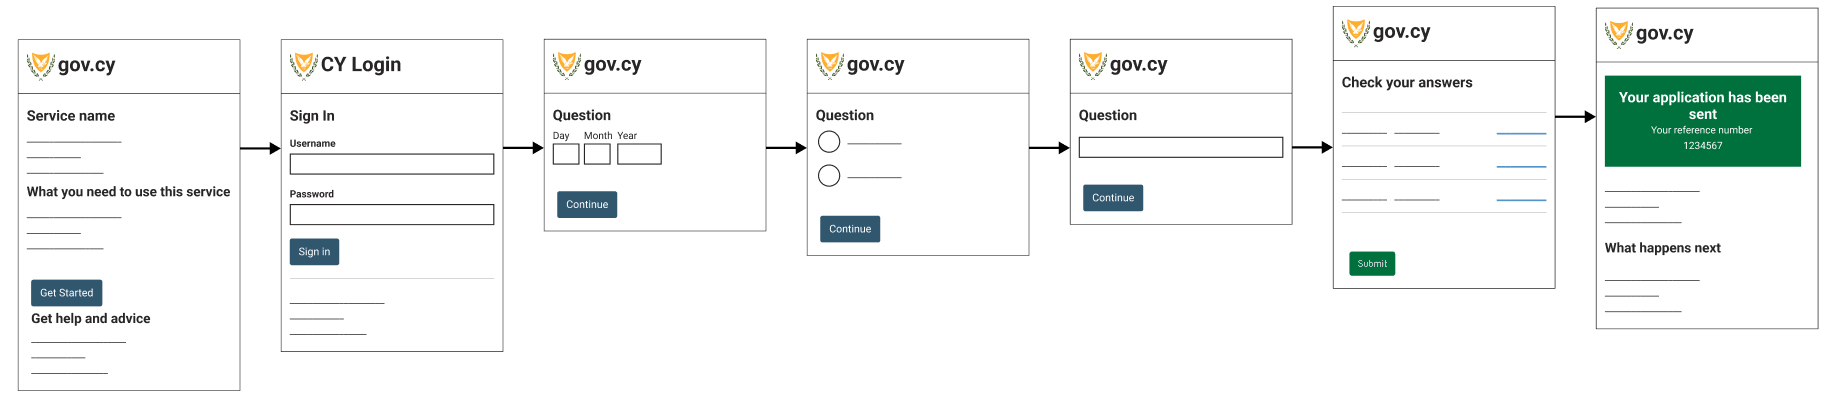 gov.cy
Service name
What you need to use this service
Get Started
Get help and advice
CY Login
Sign In
Username
Password
Sign in
gov.cy
Question
Day Month Year
Continue
gov.cy
Question
Continue
gov.cy
Question
Continue
gov.cy
Check your answers
Submit
gov.cy
Your application has been
sent
Your reference number
1234567
What happens next